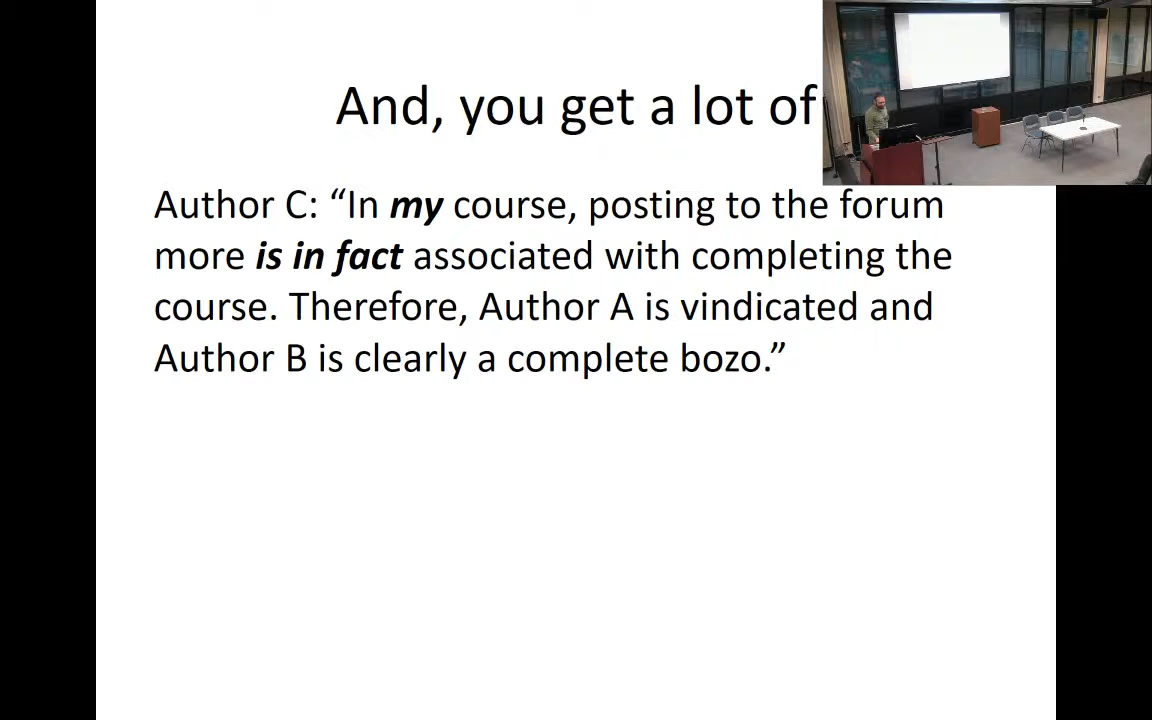 And, you get a lot of
Author C: “In my course, posting to the forum
more is in fact associated with completing the
course. Therefore, Author A is vindicated and
Author B is clearly a complete bozo.”